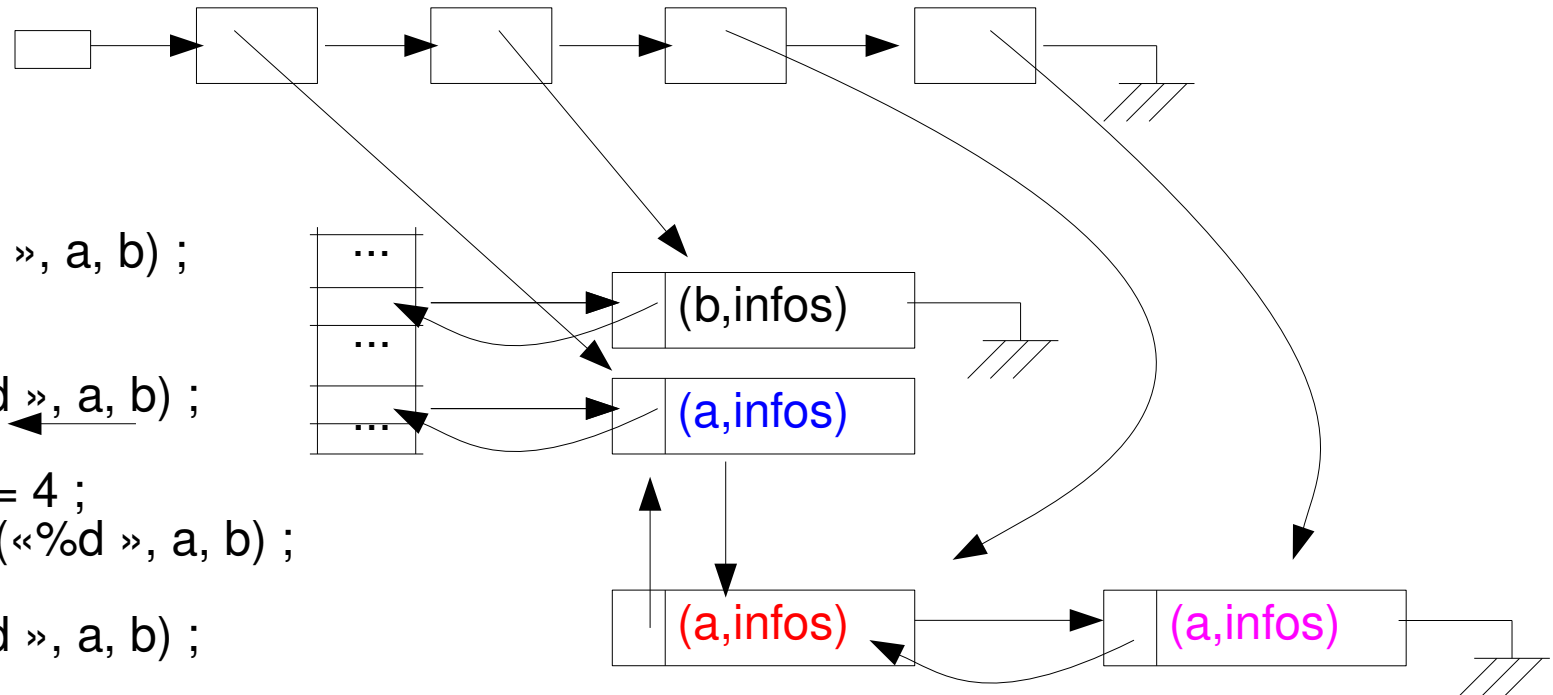 », a, b) ;
...
(b,infos)
...
d », a, b) ;
(a,infos)
...
= 4 ;
(«%d », a, b) ;
(a,infos)
(a,infos)
d », a, b) ;